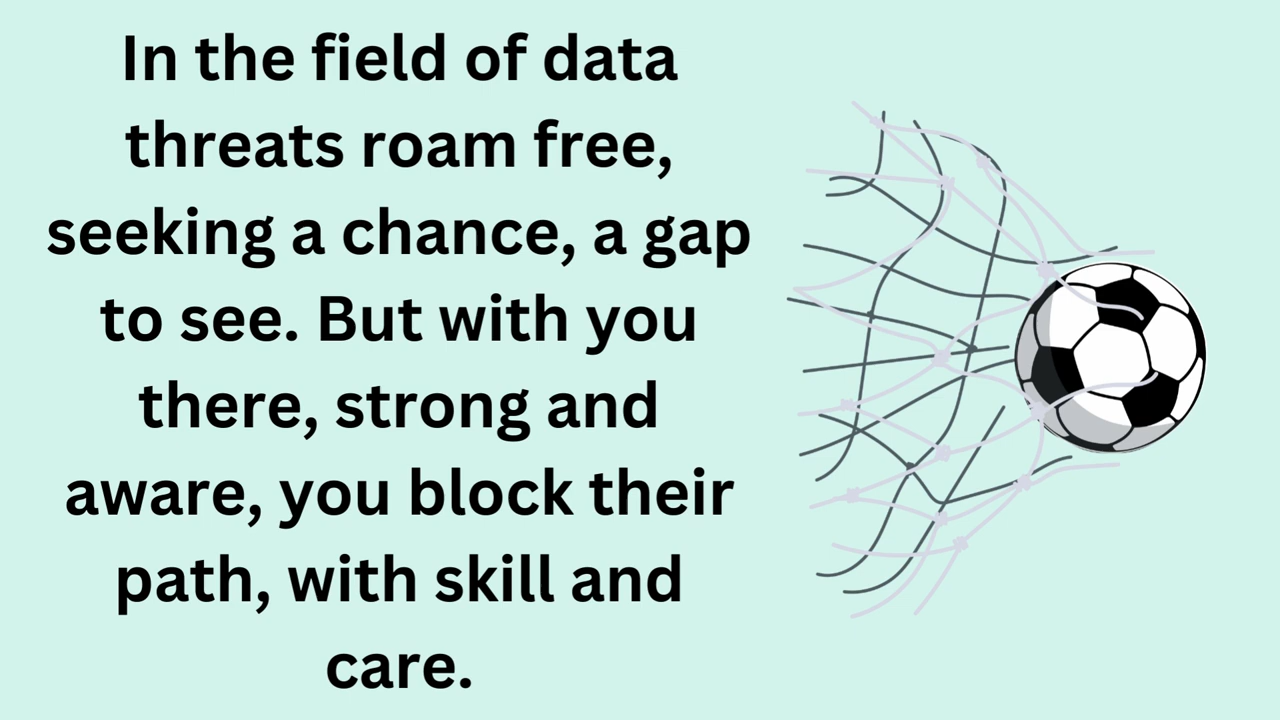 In the field of data
threats roam free,
seeking a chance, a gap
to see. But with you
there, strong and
aware, you block their
path, with skill and
care.